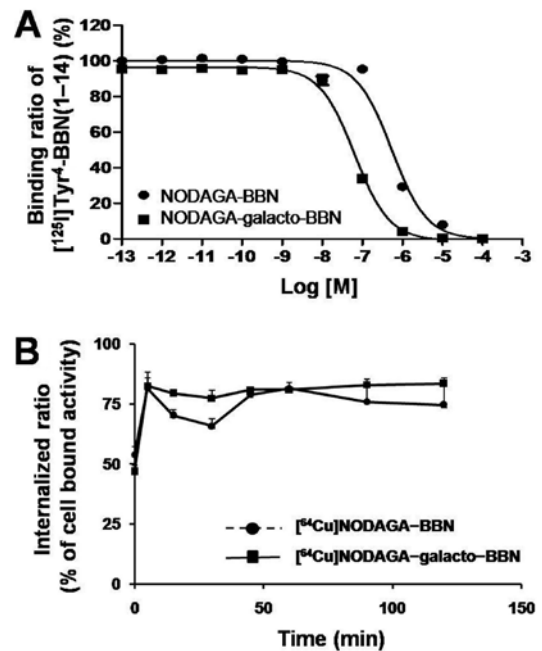 A
Binding ratio of
[¹²⁵I]Tyr⁴-BBN(1–14) (%)
120
100
80
60
40
20
0
NODAGA-BBN
NODAGA-galacto-BBN
-13 -12 -11 -10 -9 -8 -7 -6 -5 -4 -3
Log [M]
B
Internalized ratio
(% of cell bound activity)
100
75
50
25
0
[⁶⁴Cu]NODAGA–BBN
[⁶⁴Cu]NODAGA–galacto–BBN
0 50 100 150
Time (min)